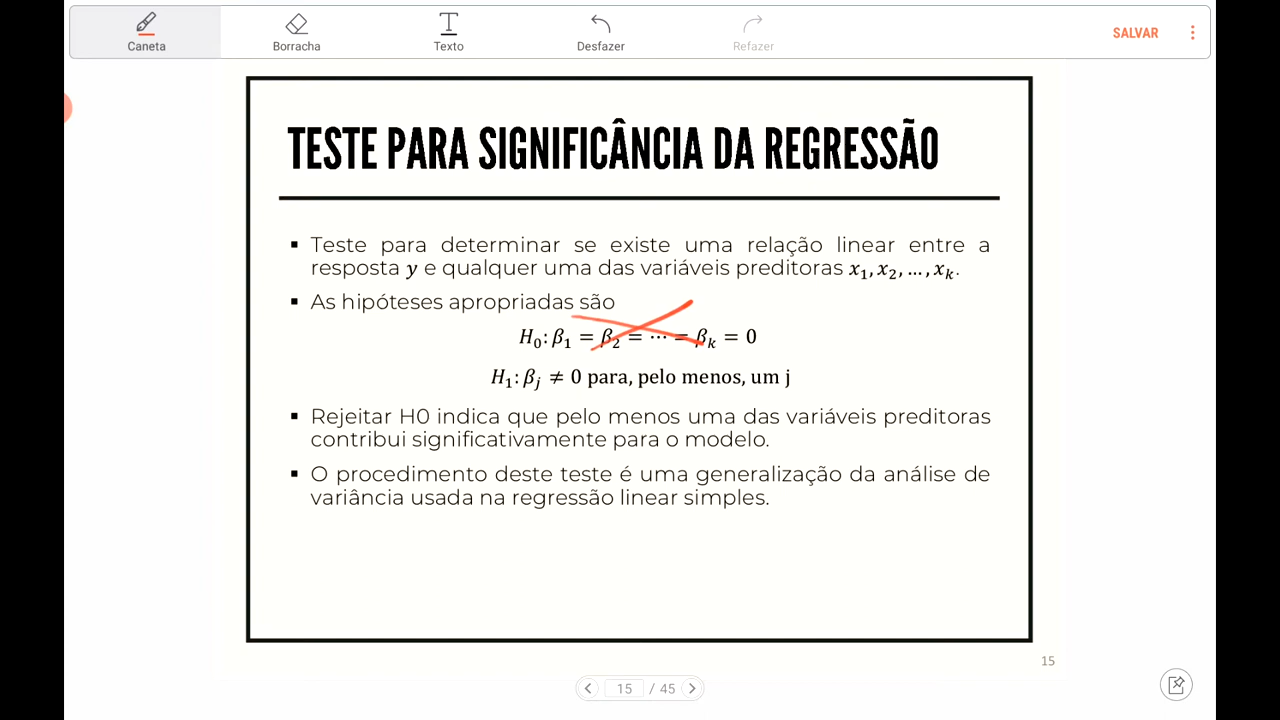 Caneta
Borracha
Texto
Desfazer
Refazer
SALVAR
TESTE PARA SIGNIFICÂNCIA DA REGRESSÃO
▪ Teste para determinar se existe uma relação linear entre a
resposta y e qualquer uma das variáveis preditoras x₁, x₂, ..., xₖ.
▪ As hipóteses apropriadas são
H₀: β₁ = β₂ = ⋯ = βₖ = 0
H₁: βⱼ ≠ 0 para, pelo menos, um j
▪ Rejeitar H0 indica que pelo menos uma das variáveis preditoras
contribui significativamente para o modelo.
▪ O procedimento deste teste é uma generalização da análise de
variância usada na regressão linear simples.
15
15 / 45